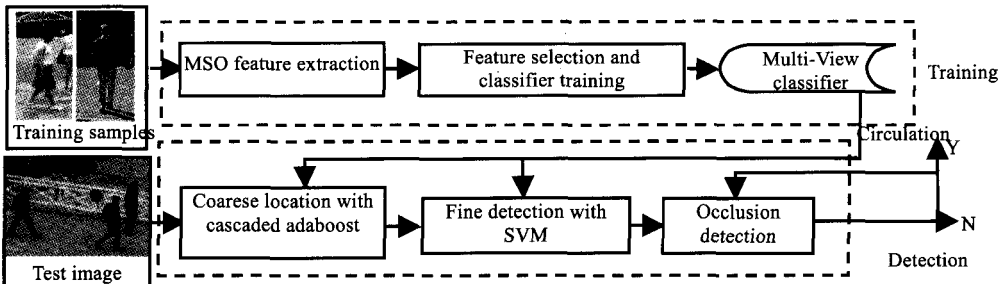 MSO feature extraction
Feature selection and
classifier training
Multi-View
classifier
Training
Training samples
Circulation
Y
Coarese location with
cascaded adaboost
Fine detection with
SVM
Occlusion
detection
N
Test image
Detection